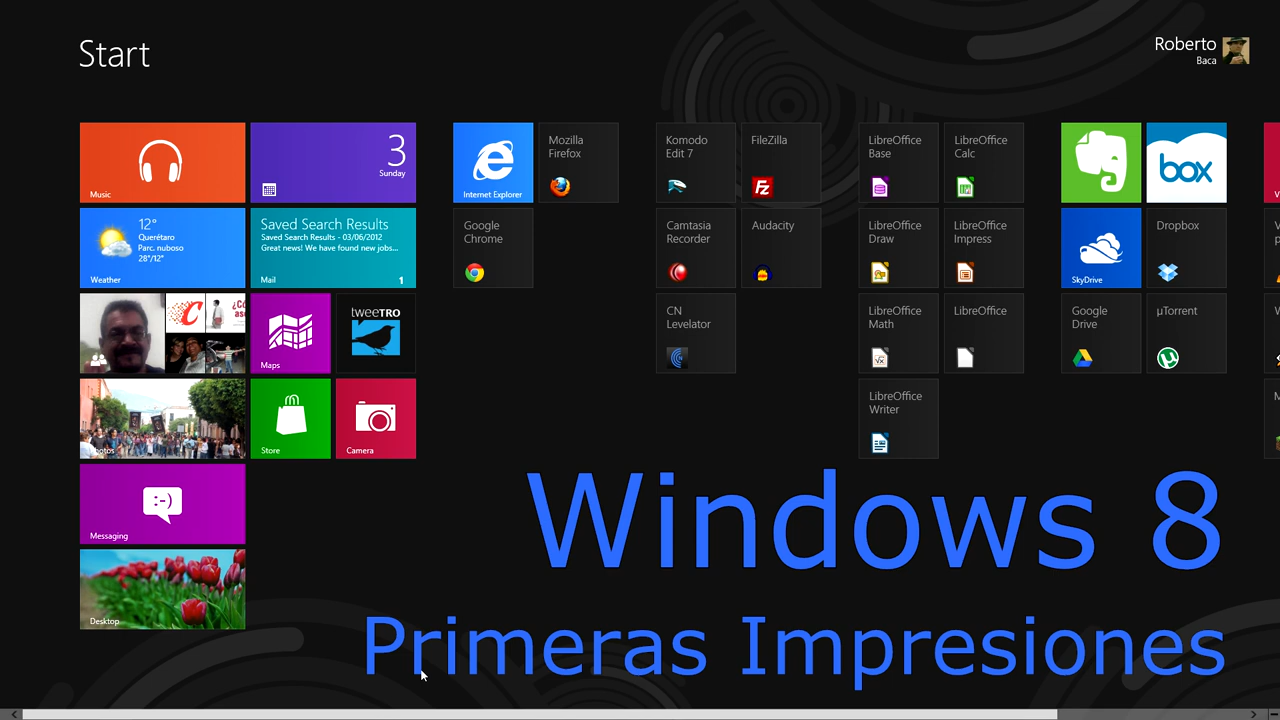 Start
Roberto
Baca
Music
3
Sunday
12°
Querétaro
Parc. nuboso
28°/12°
Weather
Saved Search Results
Saved Search Results - 03/06/2012
Great news! We have found new jobs...
Mail
1
Maps
tweeTRO
Store
Camera
Messaging
Desktop
Internet Explorer
Mozilla
Firefox
Google
Chrome
Komodo
Edit 7
FileZilla
Fz
Camtasia
Recorder
Audacity
CN
Levelator
LibreOffice
Base
LibreOffice
Calc
LibreOffice
Draw
LibreOffice
Impress
LibreOffice
Math
LibreOffice
LibreOffice
Writer
box
SkyDrive
Dropbox
Google
Drive
µTorrent
Windows 8
Primeras Impresiones